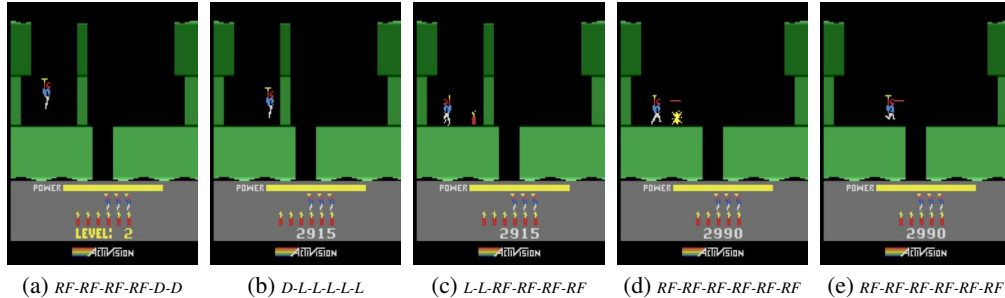 POWER
LEVEL: 2
ACTIVISION
(a) RF-RF-RF-RF-D-D
POWER
2915
ACTIVISION
(b) D-L-L-L-L-L
POWER
2915
ACTIVISION
(c) L-L-RF-RF-RF-RF
POWER
2990
ACTIVISION
(d) RF-RF-RF-RF-RF-RF
POWER
2990
ACTIVISION
(e) RF-RF-RF-RF-RF-RF